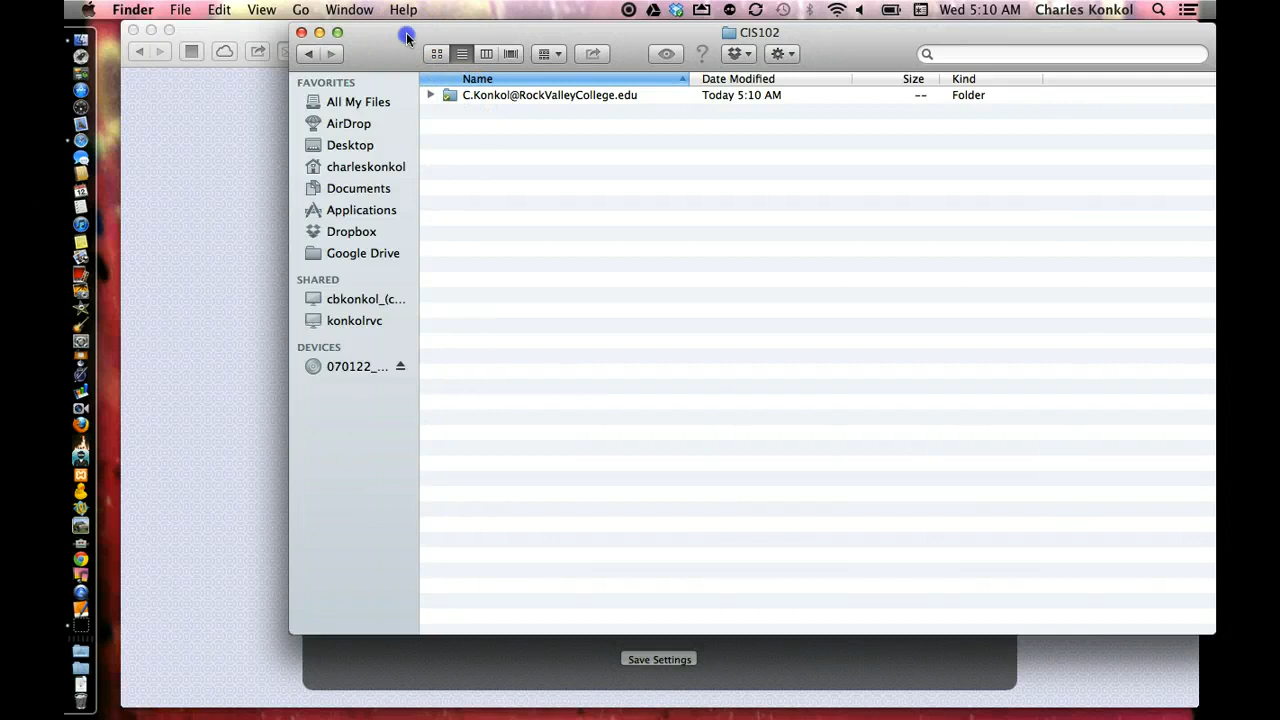 Finder File Edit View Go Window Help Wed 5:10 AM Charles Konkol
CIS102
FAVORITES
All My Files
AirDrop
Desktop
charleskonkol
Documents
Applications
Dropbox
Google Drive
SHARED
cbkonkol_(c...
konkolrvc
DEVICES
070122_...
Name Date Modified Size Kind
C.Konkol@RockValleyCollege.edu Today 5:10 AM -- Folder
Save Settings